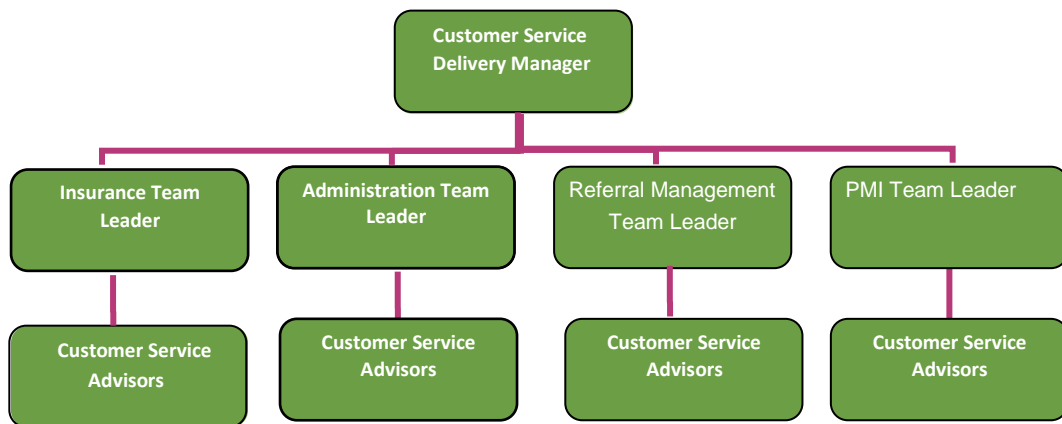 Customer Service
Delivery Manager
Insurance Team
Leader
Administration Team
Leader
Referral Management
Team Leader
PMI Team Leader
Customer Service
Advisors
Customer Service
Advisors
Customer Service
Advisors
Customer Service
Advisors